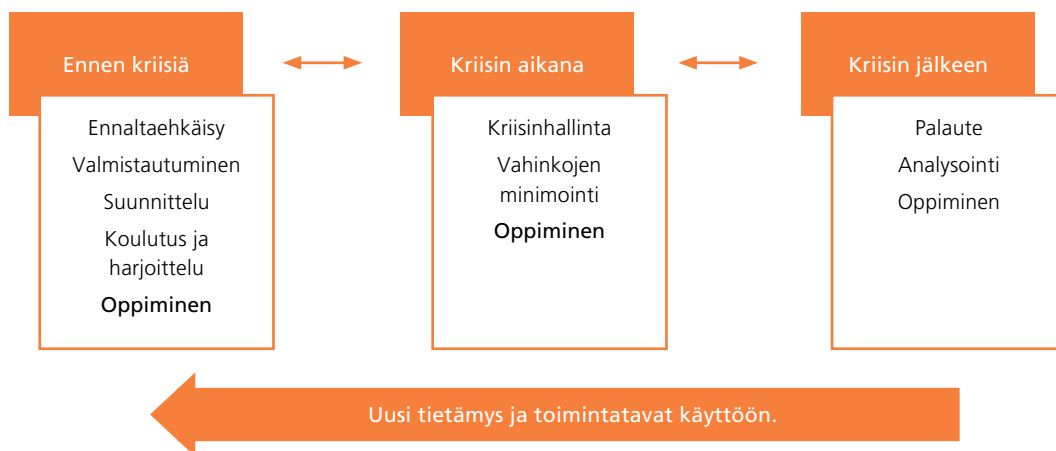 Ennen kriisiä
Ennaltaehkäisy
Valmistautuminen
Suunnittelu
Koulutus ja
harjoittelu
Oppiminen
Kriisin aikana
Kriisinhallinta
Vahinkojen
minimointi
Oppiminen
Kriisin jälkeen
Palaute
Analysointi
Oppiminen
Uusi tietämys ja toimintatavat käyttöön.